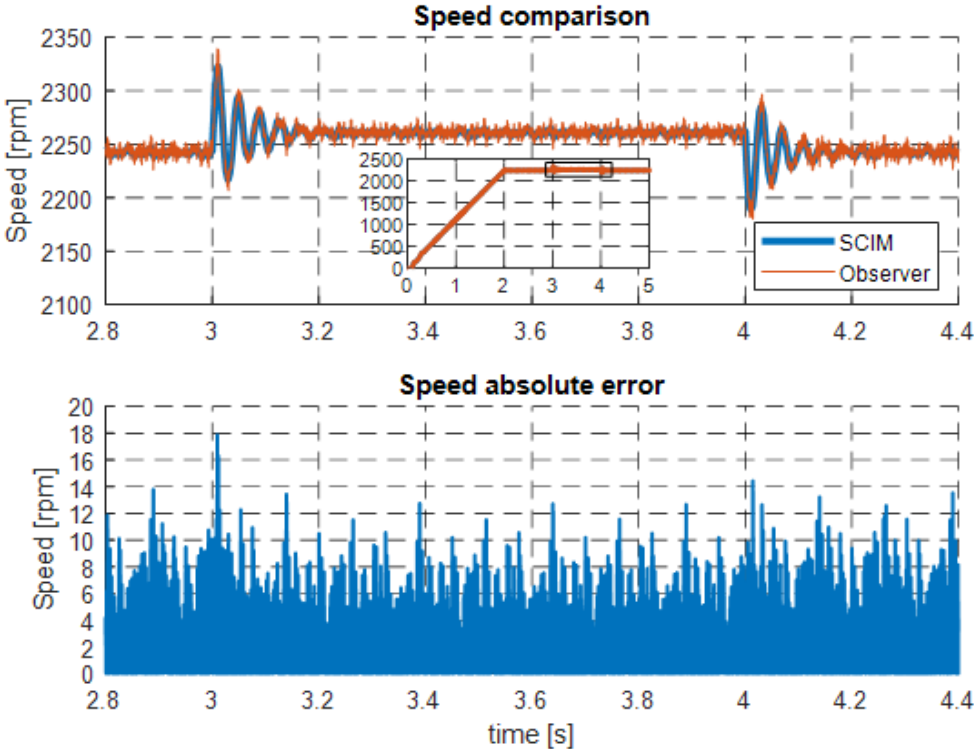 Speed comparison
Speed [rpm]
2350
2300
2250
2200
2150
2100
2.8 3 3.2 3.4 3.6 3.8 4 4.2 4.4
2500
2000
1500
1000
500
0
0 1 2 3 4 5
SCIM
Observer
Speed absolute error
Speed [rpm]
20
18
16
14
12
10
8
6
4
2
0
2.8 3 3.2 3.4 3.6 3.8 4 4.2 4.4
time [s]